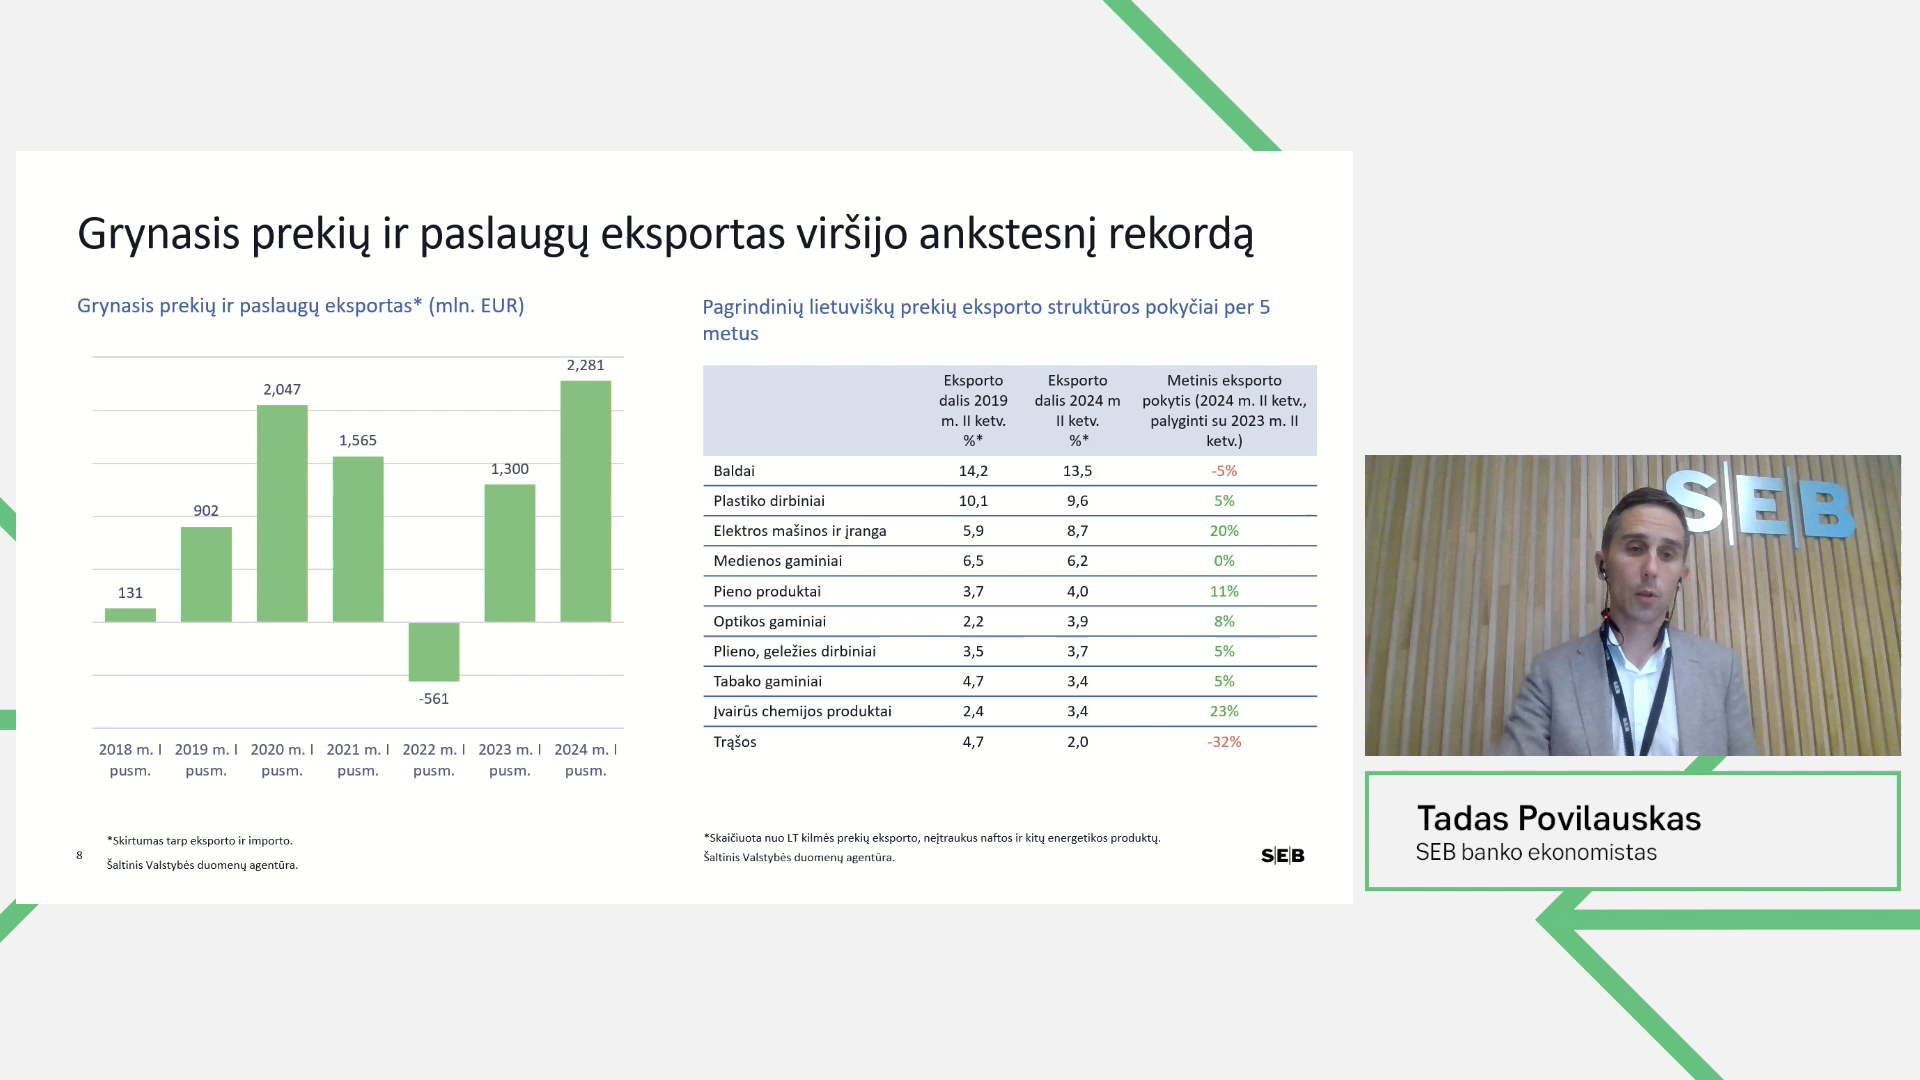 Grynasis prekių ir paslaugų eksportas viršijo ankstesnį rekordą
Grynasis prekių ir paslaugų eksportas* (mln. EUR)
2,281
2,047
1,565
1,300
902
131
-561
2018 m. I pusm.
2019 m. I pusm.
2020 m. I pusm.
2021 m. I pusm.
2022 m. I pusm.
2023 m. I pusm.
2024 m. I pusm.
*Skirtumas tarp eksporto ir importo.
8
Šaltinis Valstybės duomenų agentūra.
Pagrindinių lietuviškų prekių eksporto struktūros pokyčiai per 5
metus
Eksporto dalis 2019 m. II ketv. %*
Eksporto dalis 2024 m II ketv. %*
Metinis eksporto pokytis (2024 m. II ketv., palyginti su 2023 m. II ketv.)
Baldai 14,2 13,5 -5%
Plastiko dirbiniai 10,1 9,6 5%
Elektros mašinos ir įranga 5,9 8,7 20%
Medienos gaminiai 6,5 6,2 0%
Pieno produktai 3,7 4,0 11%
Optikos gaminiai 2,2 3,9 8%
Plieno, geležies dirbiniai 3,5 3,7 5%
Tabako gaminiai 4,7 3,4 5%
Įvairūs chemijos produktai 2,4 3,4 23%
Trąšos 4,7 2,0 -32%
*Skaičiuota nuo LT kilmės prekių eksporto, neįtraukus naftos ir kitų energetikos produktų.
Šaltinis Valstybės duomenų agentūra.
S|E|B
S|E|B
Tadas Povilauskas
SEB banko ekonomistas